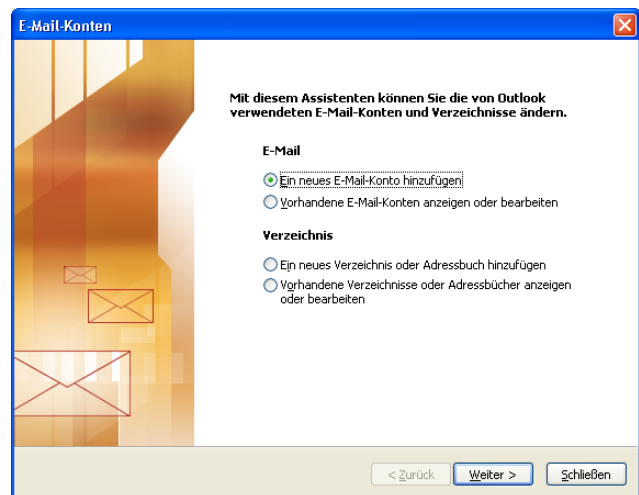 E-Mail-Konten
Mit diesem Assistenten können Sie die von Outlook
verwendeten E-Mail-Konten und Verzeichnisse ändern.
E-Mail
Ein neues E-Mail-Konto hinzufügen
Vorhandene E-Mail-Konten anzeigen oder bearbeiten
Verzeichnis
Ein neues Verzeichnis oder Adressbuch hinzufügen
Vorhandene Verzeichnisse oder Adressbücher anzeigen
oder bearbeiten
< Zurück Weiter > Schließen